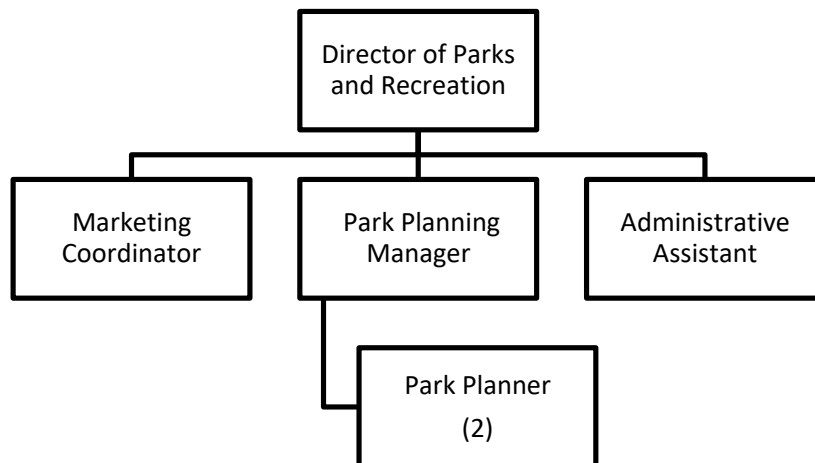 Director of Parks
and Recreation
Marketing
Coordinator
Park Planning
Manager
Administrative
Assistant
Park Planner
(2)